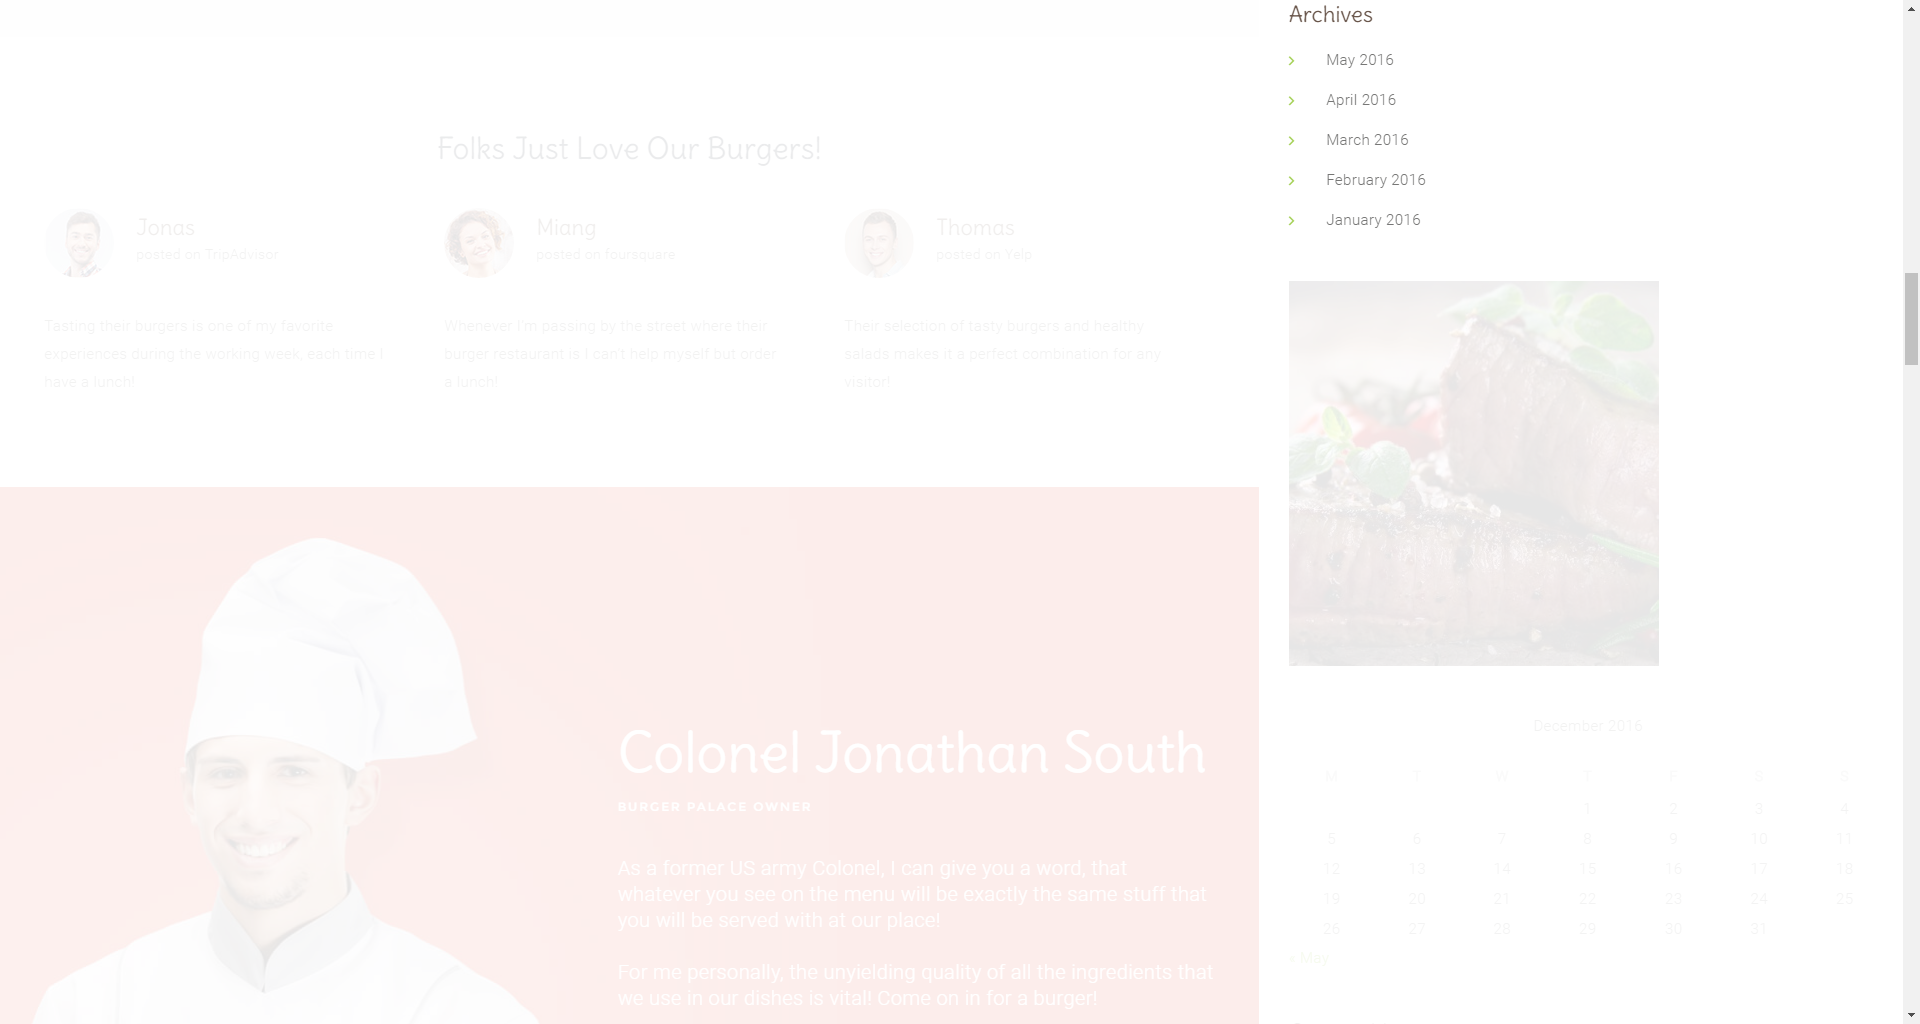 Archives
May 2016
April 2016
March 2016
February 2016
January 2016
Folks Just Love Our Burgers!
Jonas
posted on TripAdvisor
Tasting their burgers is one of my favorite
experiences during the working week, each time I
have a lunch!
Miang
posted on foursquare
Whenever I'm passing by the street where their
burger restaurant is I can't help myself but order
a lunch!
Thomas
posted on Yelp
Their selection of tasty burgers and healthy
salads makes it a perfect combination for any
visitor!
Colonel Jonathan South
BURGER PALACE OWNER
As a former US army Colonel, I can give you a word, that
whatever you see on the menu will be exactly the same stuff that
you will be served with at our place!
For me personally, the unyielding quality of all the ingredients that
we use in our dishes is vital! Come on in for a burger!
December 2016
M T W T F S S
1 2 3 4
5 6 7 8 9 10 11
12 13 14 15 16 17 18
19 20 21 22 23 24 25
26 27 28 29 30 31
« May